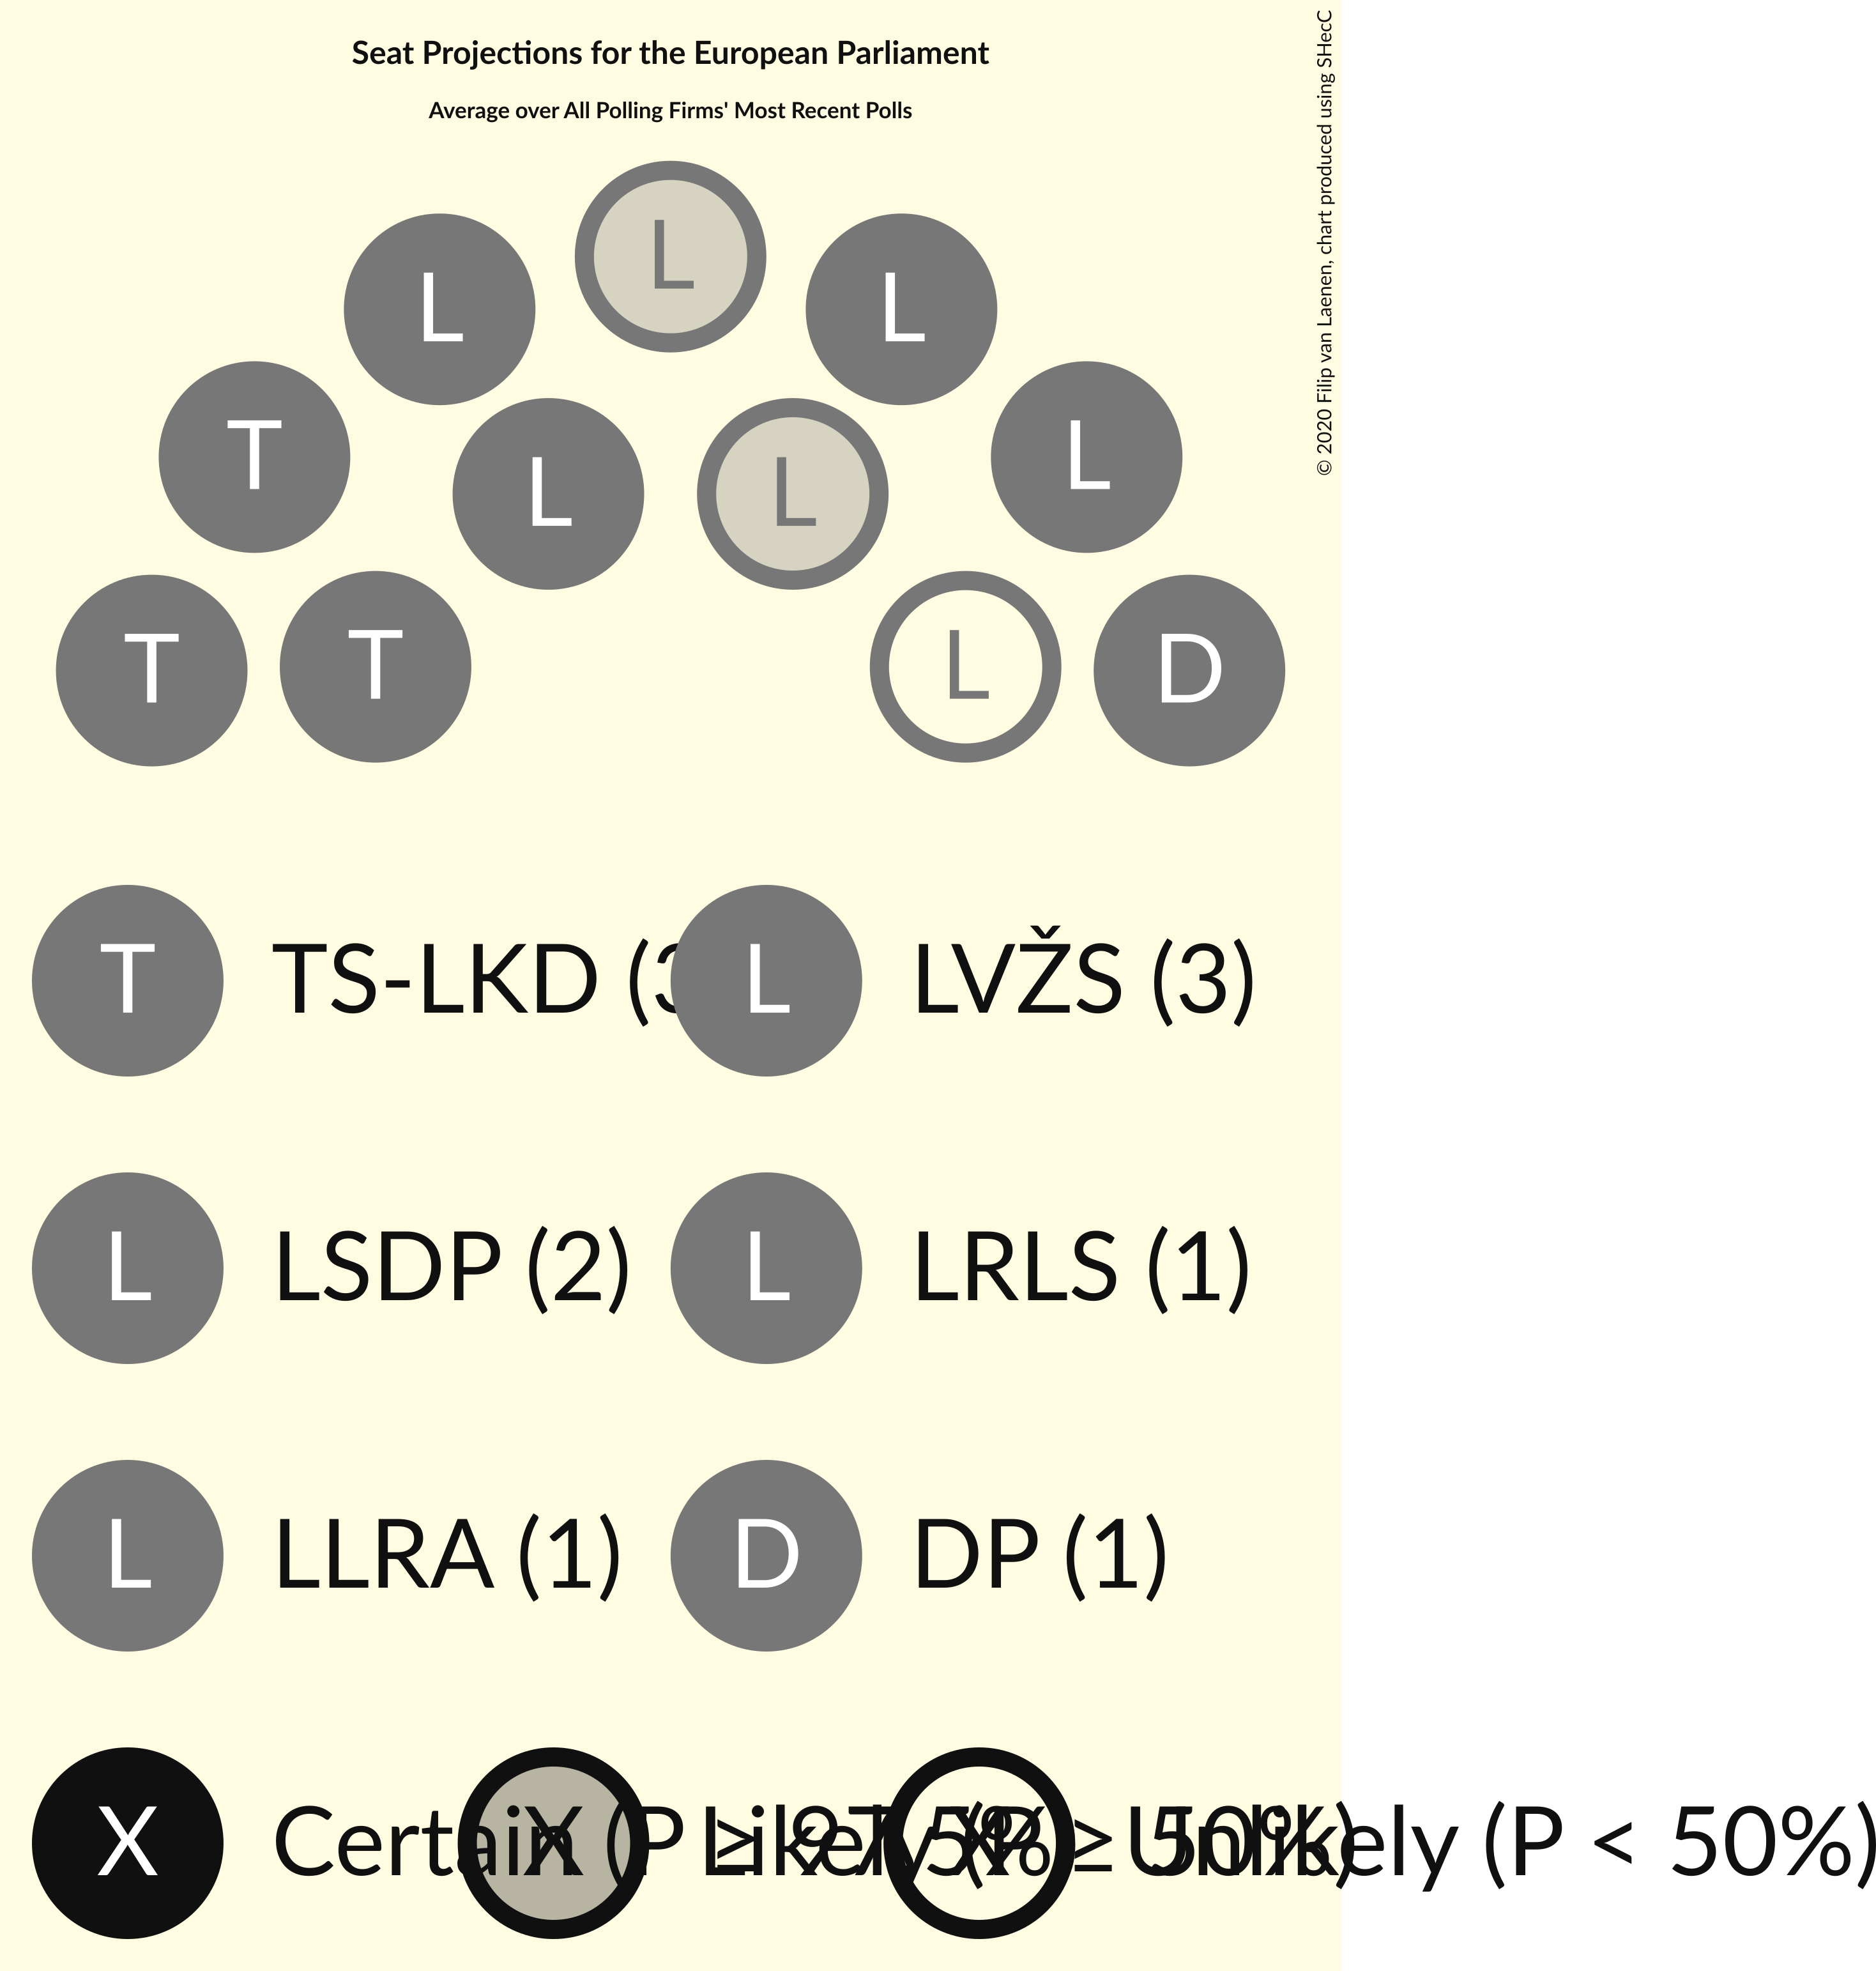 Seat Projections for the European Parliament
Average over All Polling Firms' Most Recent Polls
© 2020 Filip van Laenen, chart produced using SHecC
L
L L
T L
L L
T T L D
T TS-LKD (3 L LVŽS (3)
L LSDP (2) L LRLS (1)
L LLRA (1) D DP (1)
X Certain (P ≥ X Likely (P ≥ 50%) X Unlikely (P < 50%)